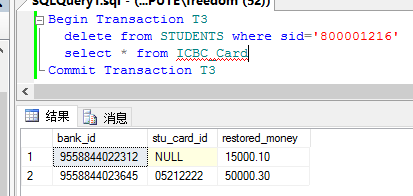 SQLQuery1.sql - (...PUTE\freedom (52))
Begin Transaction T3
delete from STUDENTS where sid='800001216'
select * from ICBC_Card
Commit Transaction T3
结果 消息
bank_id stu_card_id restored_money
1 9558844022312 NULL 15000.10
2 9558844023645 05212222 50000.30